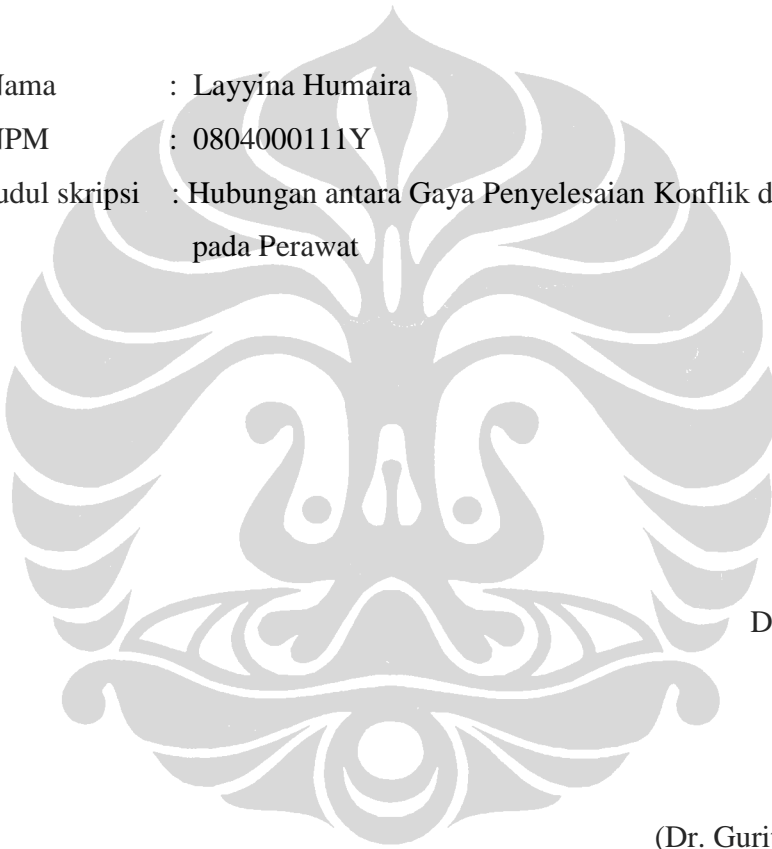 Nama : Layyina Humaira
NPM : 0804000111Y
Judul skripsi : Hubungan antara Gaya Penyelesaian Konflik d
pada Perawat
D
(Dr. Guri